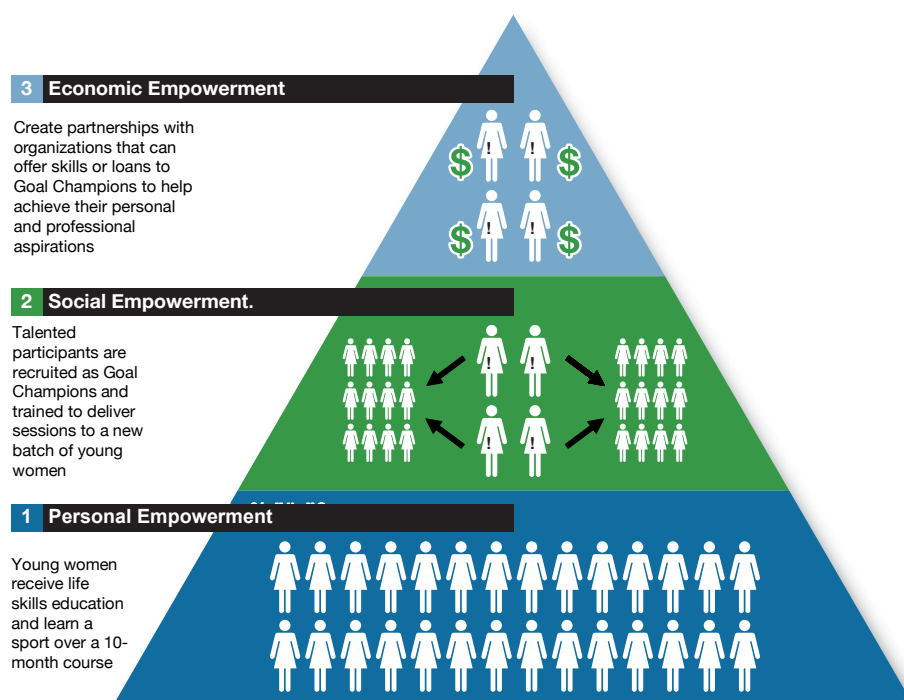 3 Economic Empowerment
Create partnerships with
organizations that can
offer skills or loans to
Goal Champions to help
achieve their personal
and professional
aspirations
$ ! ! $
$ ! ! $
2 Social Empowerment.
Talented
participants are
recruited as Goal
Champions and
trained to deliver
sessions to a new
batch of young
women
! !
! !
1 Personal Empowerment
Young women
receive life
skills education
and learn a
sport over a 10-
month course